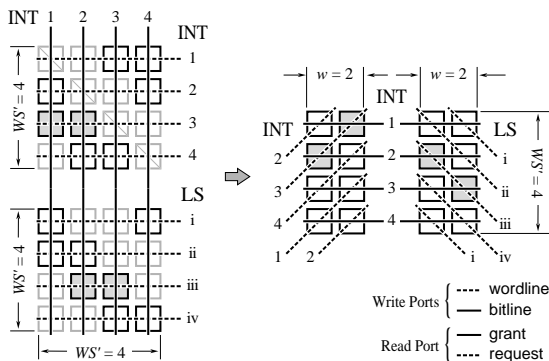 INT 1 2 3 4
INT
1
2
3
4
WS' = 4
LS
i
ii
iii
iv
WS' = 4
WS' = 4
w = 2 w = 2
INT
INT 1 LS
2 2 i
3 3 ii
4 4 iii
1 2 i iv
WS' = 4
Write Ports
wordline
bitline
Read Port
grant
request